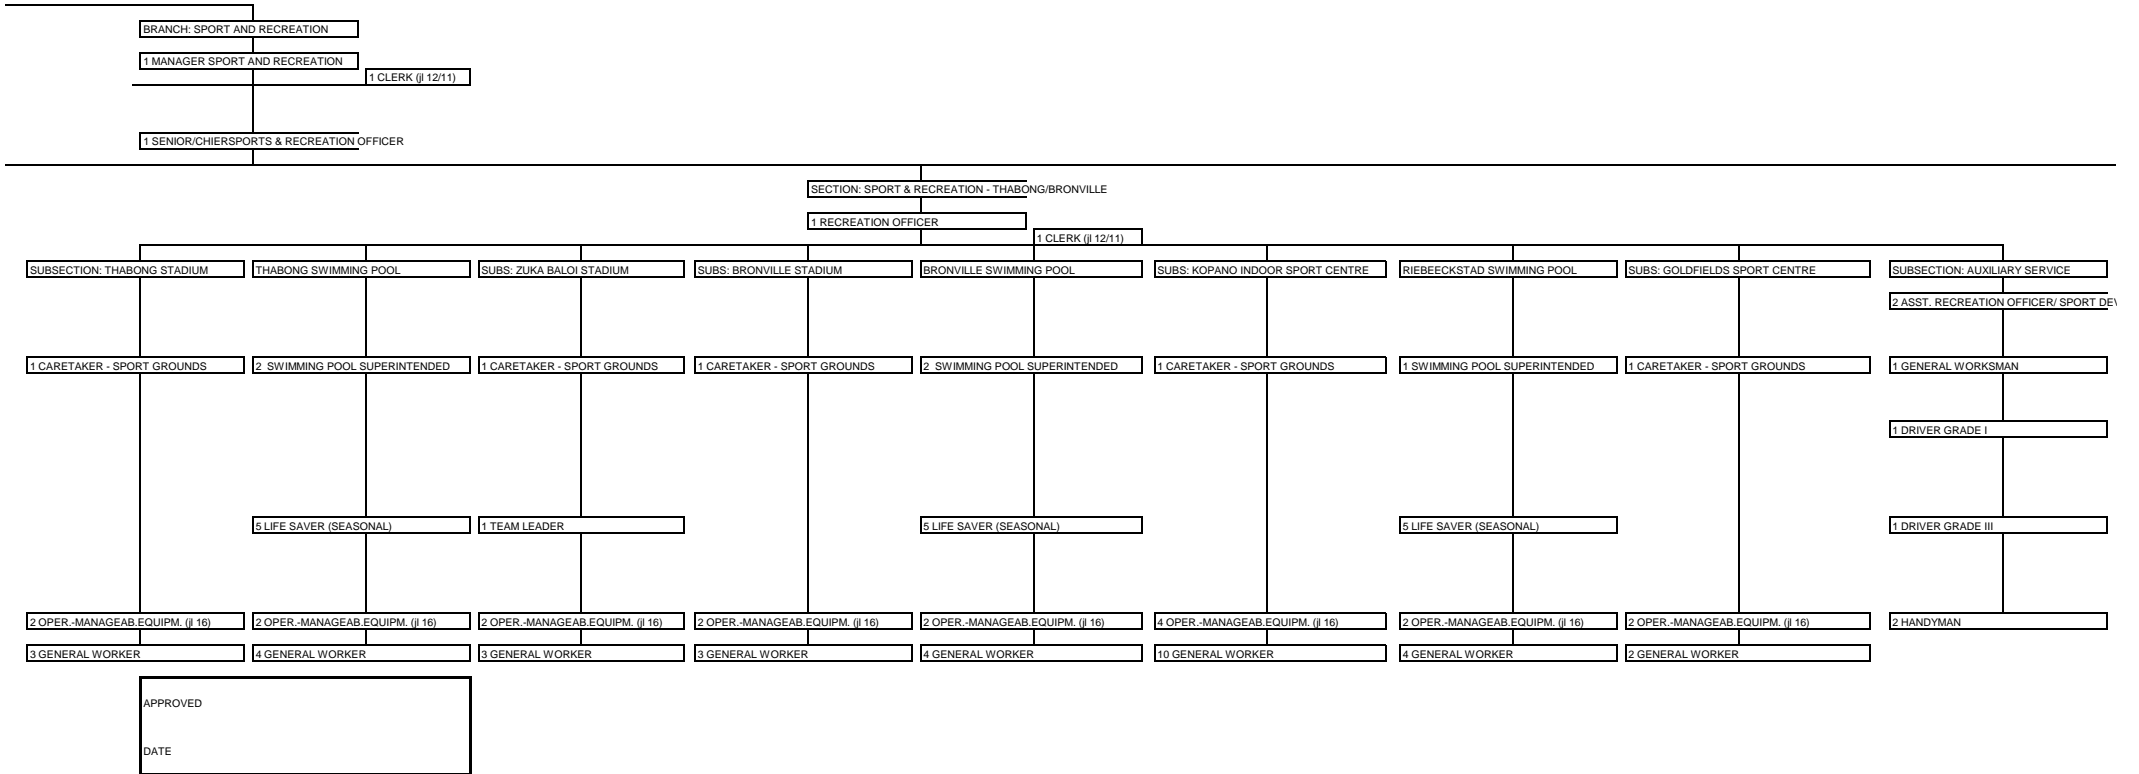 BRANCH: SPORT AND RECREATION
1 MANAGER SPORT AND RECREATION
1 CLERK (jl 12/11)
1 SENIOR/CHIERSPORTS & RECREATION OFFICER
SECTION: SPORT & RECREATION - THABONG/BRONVILLE
1 RECREATION OFFICER
1 CLERK (jl 12/11)
SUBSECTION: THABONG STADIUM
THABONG SWIMMING POOL
SUBS: ZUKA BALOI STADIUM
SUBS: BRONVILLE STADIUM
BRONVILLE SWIMMING POOL
SUBS: KOPANO INDOOR SPORT CENTRE
RIEBEECKSTAD SWIMMING POOL
SUBS: GOLDFIELDS SPORT CENTRE
SUBSECTION: AUXILIARY SERVICE
2 ASST. RECREATION OFFICER/ SPORT DEV
1 CARETAKER - SPORT GROUNDS
2 SWIMMING POOL SUPERINTENDED
1 CARETAKER - SPORT GROUNDS
1 CARETAKER - SPORT GROUNDS
2 SWIMMING POOL SUPERINTENDED
1 CARETAKER - SPORT GROUNDS
1 SWIMMING POOL SUPERINTENDED
1 CARETAKER - SPORT GROUNDS
1 GENERAL WORKSMAN
1 DRIVER GRADE I
5 LIFE SAVER (SEASONAL)
1 TEAM LEADER
5 LIFE SAVER (SEASONAL)
5 LIFE SAVER (SEASONAL)
1 DRIVER GRADE III
2 OPER.-MANAGEAB.EQUIPM. (jl 16)
2 OPER.-MANAGEAB.EQUIPM. (jl 16)
2 OPER.-MANAGEAB.EQUIPM. (jl 16)
2 OPER.-MANAGEAB.EQUIPM. (jl 16)
2 OPER.-MANAGEAB.EQUIPM. (jl 16)
4 OPER.-MANAGEAB.EQUIPM. (jl 16)
2 OPER.-MANAGEAB.EQUIPM. (jl 16)
2 OPER.-MANAGEAB.EQUIPM. (jl 16)
2 HANDYMAN
3 GENERAL WORKER
4 GENERAL WORKER
3 GENERAL WORKER
3 GENERAL WORKER
4 GENERAL WORKER
10 GENERAL WORKER
4 GENERAL WORKER
2 GENERAL WORKER
APPROVED
DATE